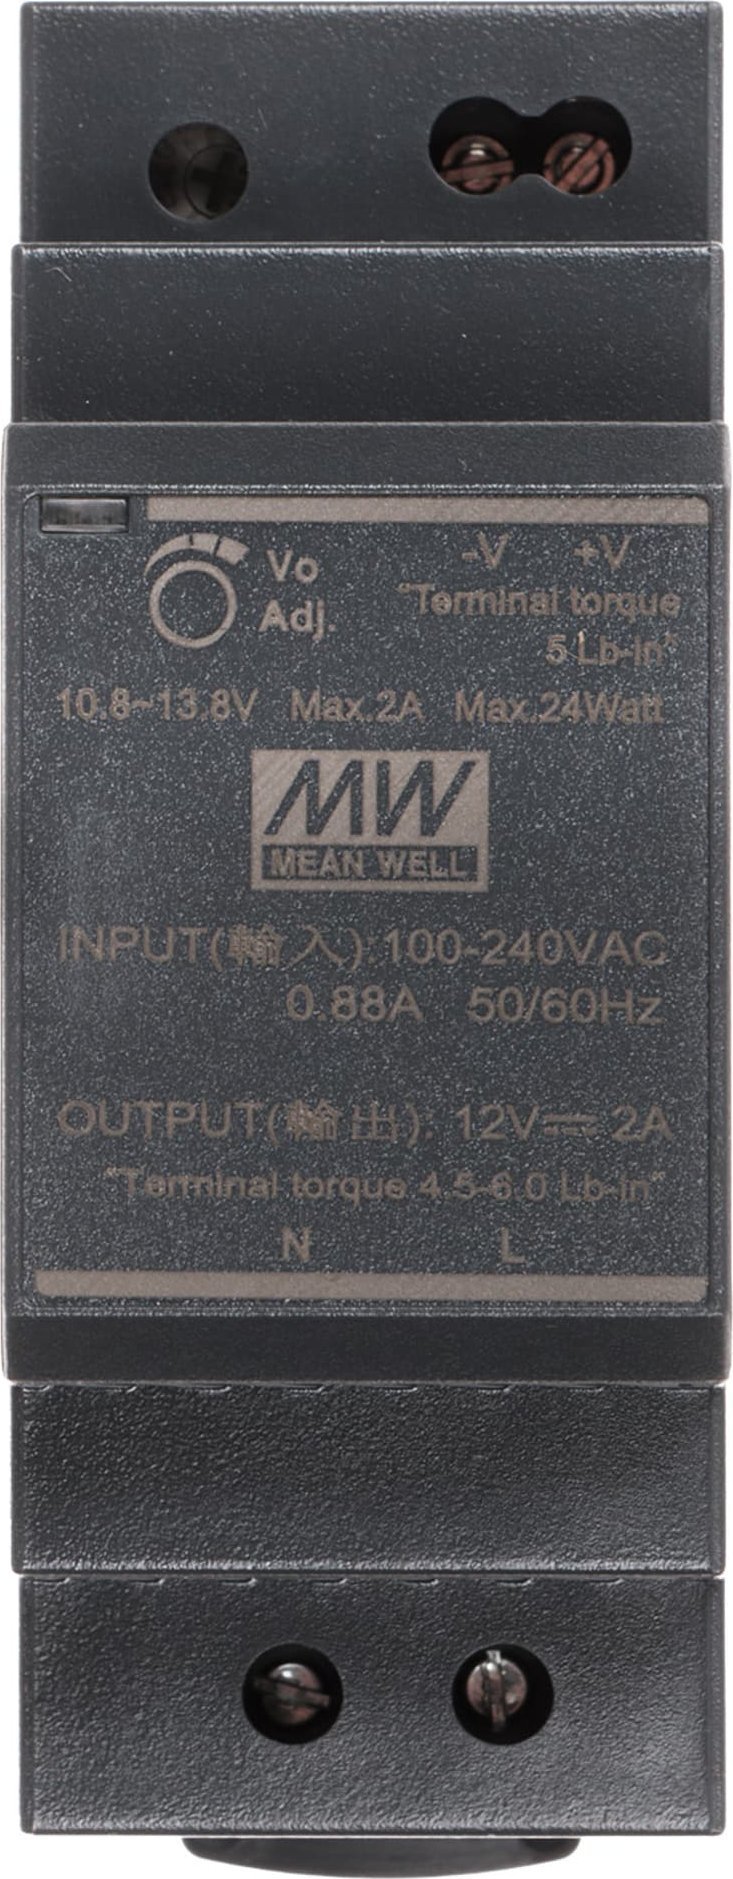 Vo
Adj.
-V +V
"Terminal torque
5 Lb-in"
10.8~13.8V Max.2A Max.24Watt
MW
MEAN WELL
INPUT(輸入):100-240VAC
0.88A 50/60Hz
OUTPUT(輸出): 12V⎓2A
"Terminal torque 4.5-6.0 Lb-in"
N L